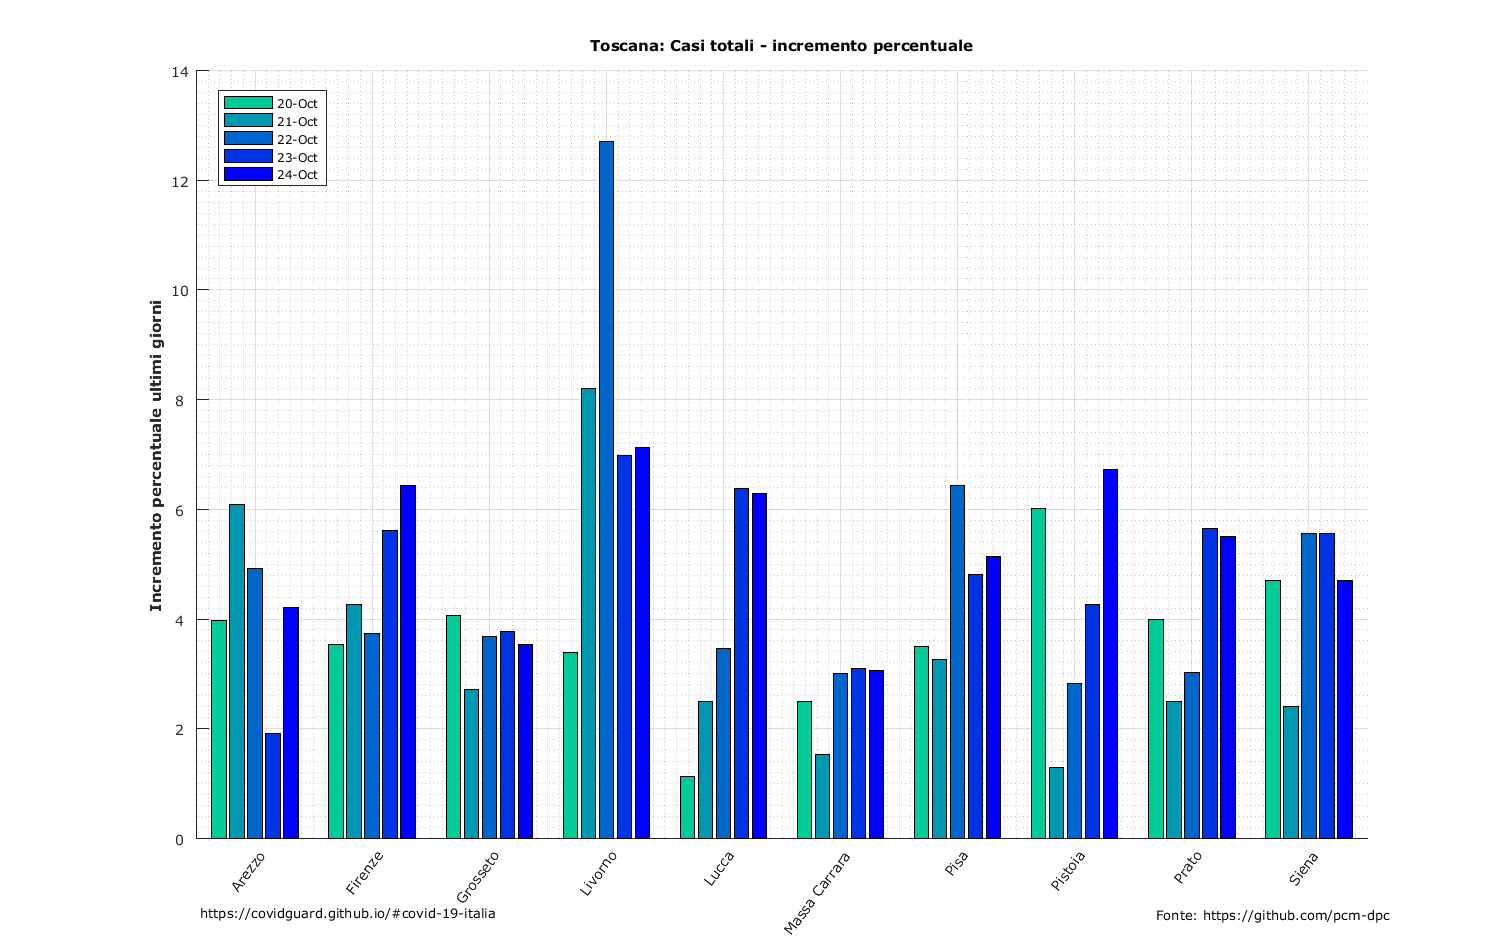 Toscana: Casi totali - incremento percentuale
14
12
10
8
6
4
2
0
20-Oct
21-Oct
22-Oct
23-Oct
24-Oct
Incremento percentuale ultimi giorni
Arezzo
Firenze
Grosseto
Livorno
Lucca
Massa Carrara
Pisa
Pistoia
Prato
Siena
https://covidguard.github.io/#covid-19-italia
Fonte: https://github.com/pcm-dpc